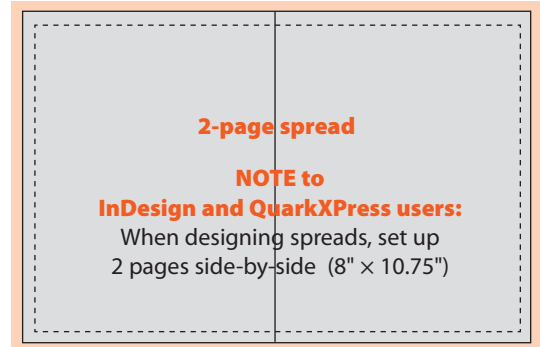 2-page spread
NOTE to
InDesign and QuarkXPress users:
When designing spreads, set up
2 pages side-by-side (8" × 10.75")